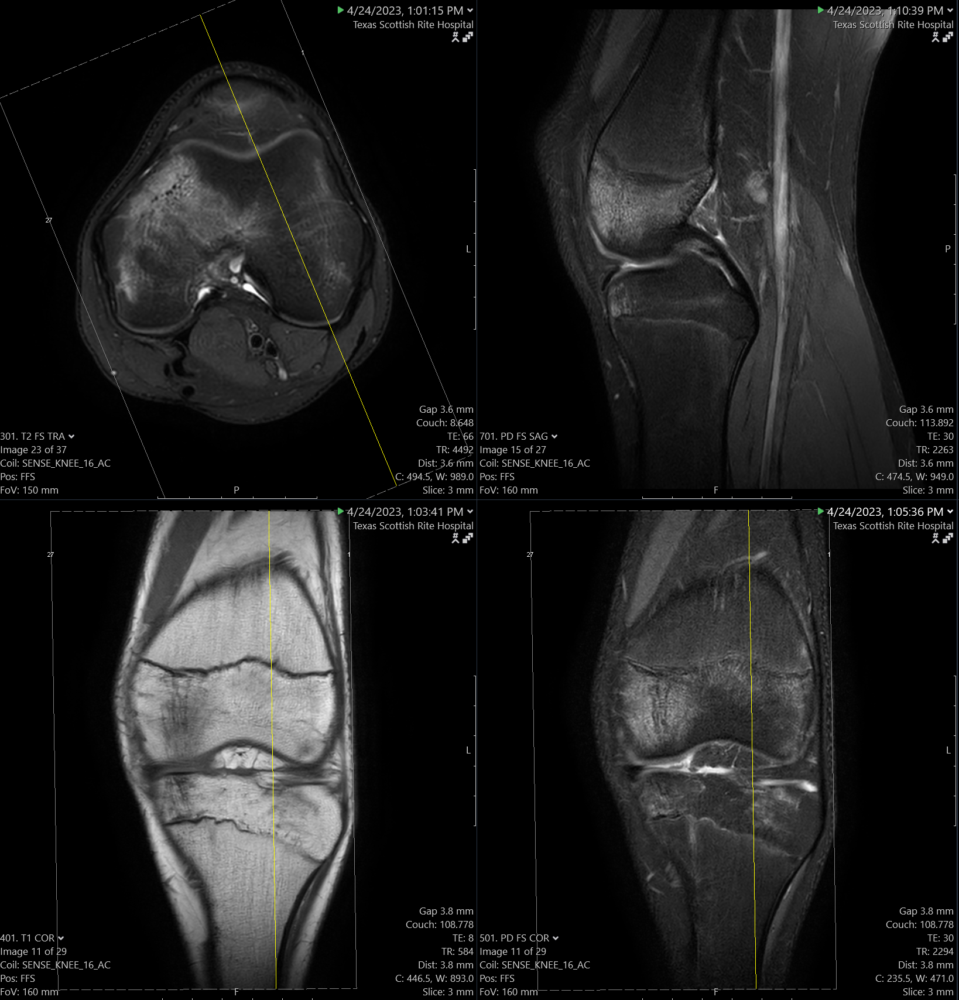 4/24/2023, 1:01:15 PM
Texas Scottish Rite Hospital
1
27
L
Gap 3.6 mm
Couch: 8.648
TE: 66
TR: 4492
Dist: 3.6 mm
C: 494.5, W: 989.0
Slice: 3 mm
301. T2 FS TRA
Image 23 of 37
Coil: SENSE_KNEE_16_AC
Pos: FFS
FoV: 150 mm
P
4/24/2023, 1:10:39 PM
Texas Scottish Rite Hospital
P
Gap 3.6 mm
Couch: 113.892
TE: 30
TR: 2263
Dist: 3.6 mm
C: 474.5, W: 949.0
Slice: 3 mm
701. PD FS SAG
Image 15 of 27
Coil: SENSE_KNEE_16_AC
Pos: FFS
FoV: 160 mm
F
4/24/2023, 1:03:41 PM
Texas Scottish Rite Hospital
27
1
L
Gap 3.8 mm
Couch: 108.778
TE: 8
TR: 584
Dist: 3.8 mm
C: 446.5, W: 893.0
Slice: 3 mm
401. T1 COR
Image 11 of 29
Coil: SENSE_KNEE_16_AC
Pos: FFS
FoV: 160 mm
F
4/24/2023, 1:05:36 PM
Texas Scottish Rite Hospital
27
1
L
Gap 3.8 mm
Couch: 108.778
TE: 30
TR: 2294
Dist: 3.8 mm
C: 235.5, W: 471.0
Slice: 3 mm
501. PD FS COR
Image 11 of 29
Coil: SENSE_KNEE_16_AC
Pos: FFS
FoV: 160 mm
F